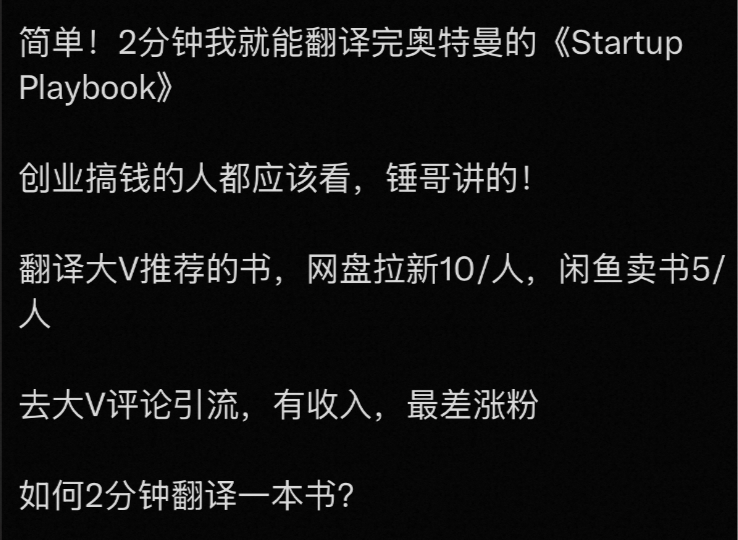 简单！2分钟我就能翻译完奥特曼的《Startup
Playbook》
创业搞钱的人都应该看，锤哥讲的！
翻译大V推荐的书，网盘拉新10/人，闲鱼卖书5/
人
去大V评论引流，有收入，最差涨粉
如何2分钟翻译一本书？